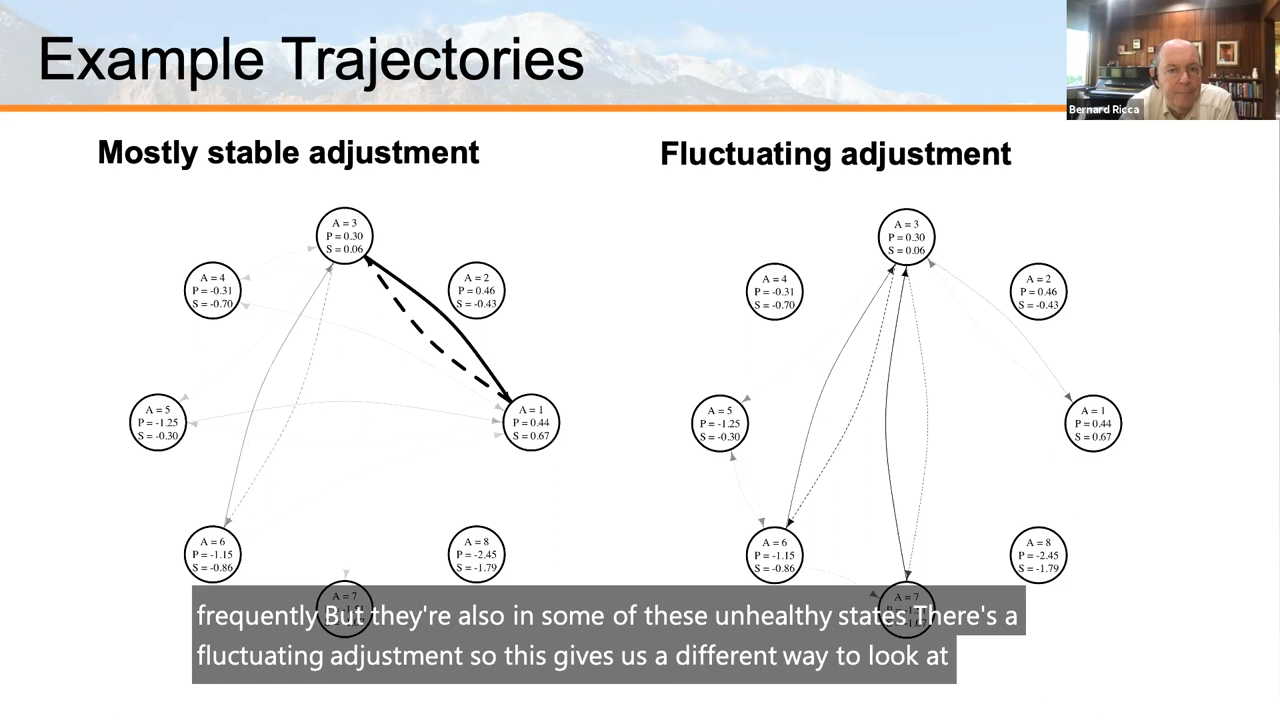 Example Trajectories
Bernard Ricca
Mostly stable adjustment
A = 3
P = 0.30
S = 0.06
A = 4
P = -0.31
S = -0.70
A = 2
P = 0.46
S = -0.43
A = 5
P = -1.25
S = -0.30
A = 1
P = 0.44
S = 0.67
A = 6
P = -1.15
S = -0.86
A = 8
P = -2.45
S = -1.79
A = 7
Fluctuating adjustment
A = 3
P = 0.30
S = 0.06
A = 4
P = -0.31
S = -0.70
A = 2
P = 0.46
S = -0.43
A = 5
P = -1.25
S = -0.30
A = 1
P = 0.44
S = 0.67
A = 6
P = -1.15
S = -0.86
A = 8
P = -2.45
S = -1.79
A = 7
frequently But they're also in some of these unhealthy states There's a
fluctuating adjustment so this gives us a different way to look at